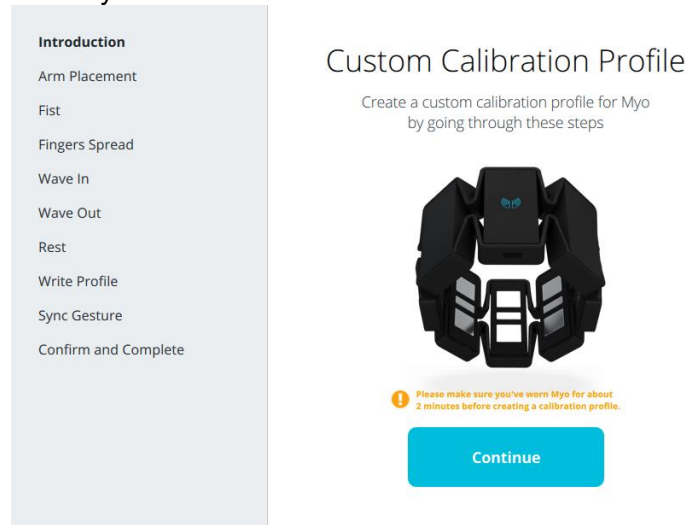 Introduction
Arm Placement
Fist
Fingers Spread
Wave In
Wave Out
Rest
Write Profile
Sync Gesture
Confirm and Complete
Custom Calibration Profile
Create a custom calibration profile for Myo
by going through these steps
Please make sure you've worn Myo for about
2 minutes before creating a calibration profile.
Continue